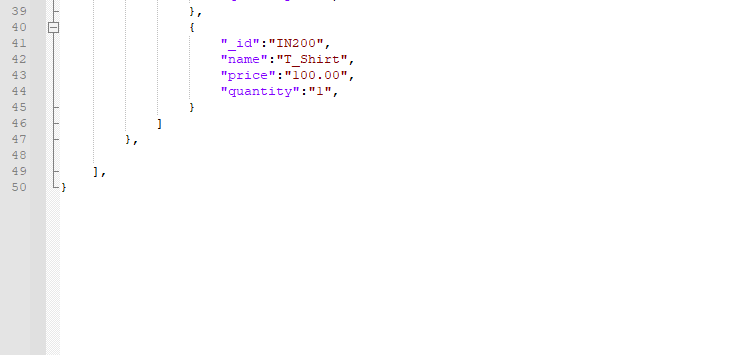 39 },
40 {
41 "_id":"IN200",
42 "name":"T_Shirt",
43 "price":"100.00",
44 "quantity":"1",
45 }
46 ]
47 },
48
49 ],
50 }